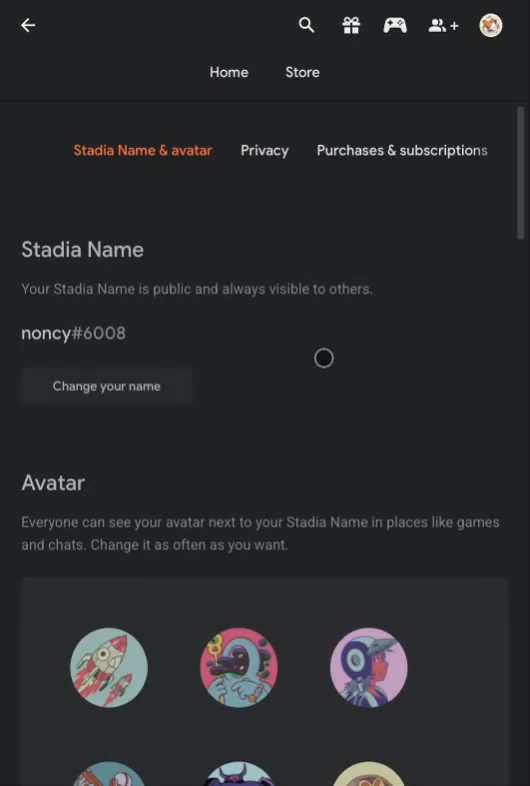 Home Store
Stadia Name & avatar Privacy Purchases & subscriptions
Stadia Name
Your Stadia Name is public and always visible to others.
noncy#6008
Change your name
Avatar
Everyone can see your avatar next to your Stadia Name in places like games
and chats. Change it as often as you want.